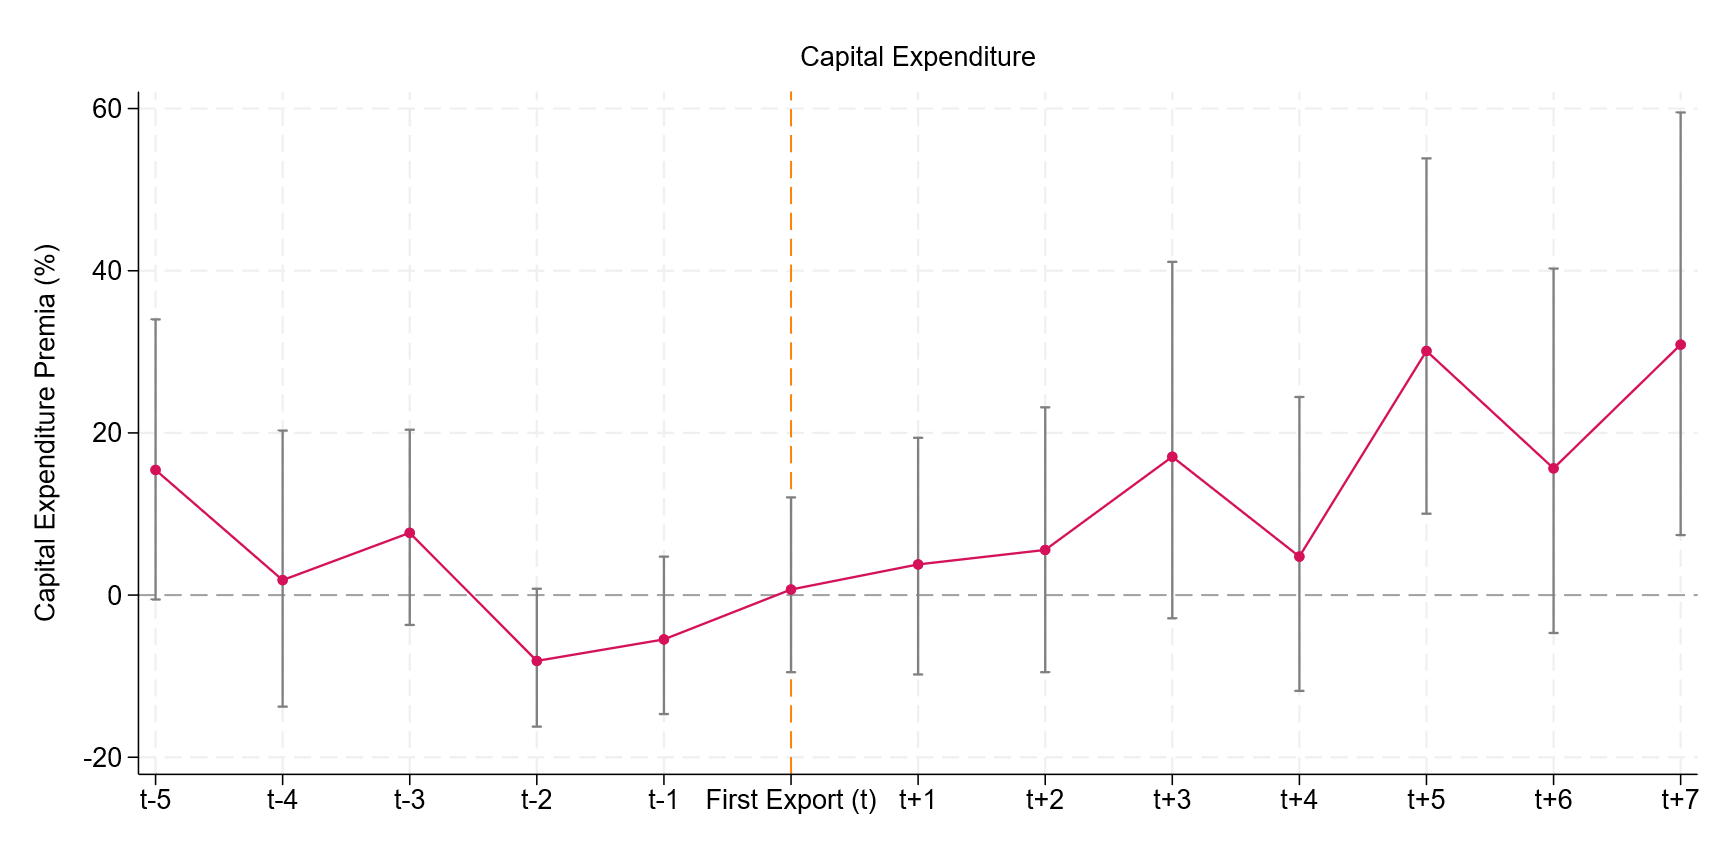 Capital Expenditure
Capital Expenditure Premia (%)
60
40
20
0
-20
t-5 t-4 t-3 t-2 t-1 First Export (t) t+1 t+2 t+3 t+4 t+5 t+6 t+7